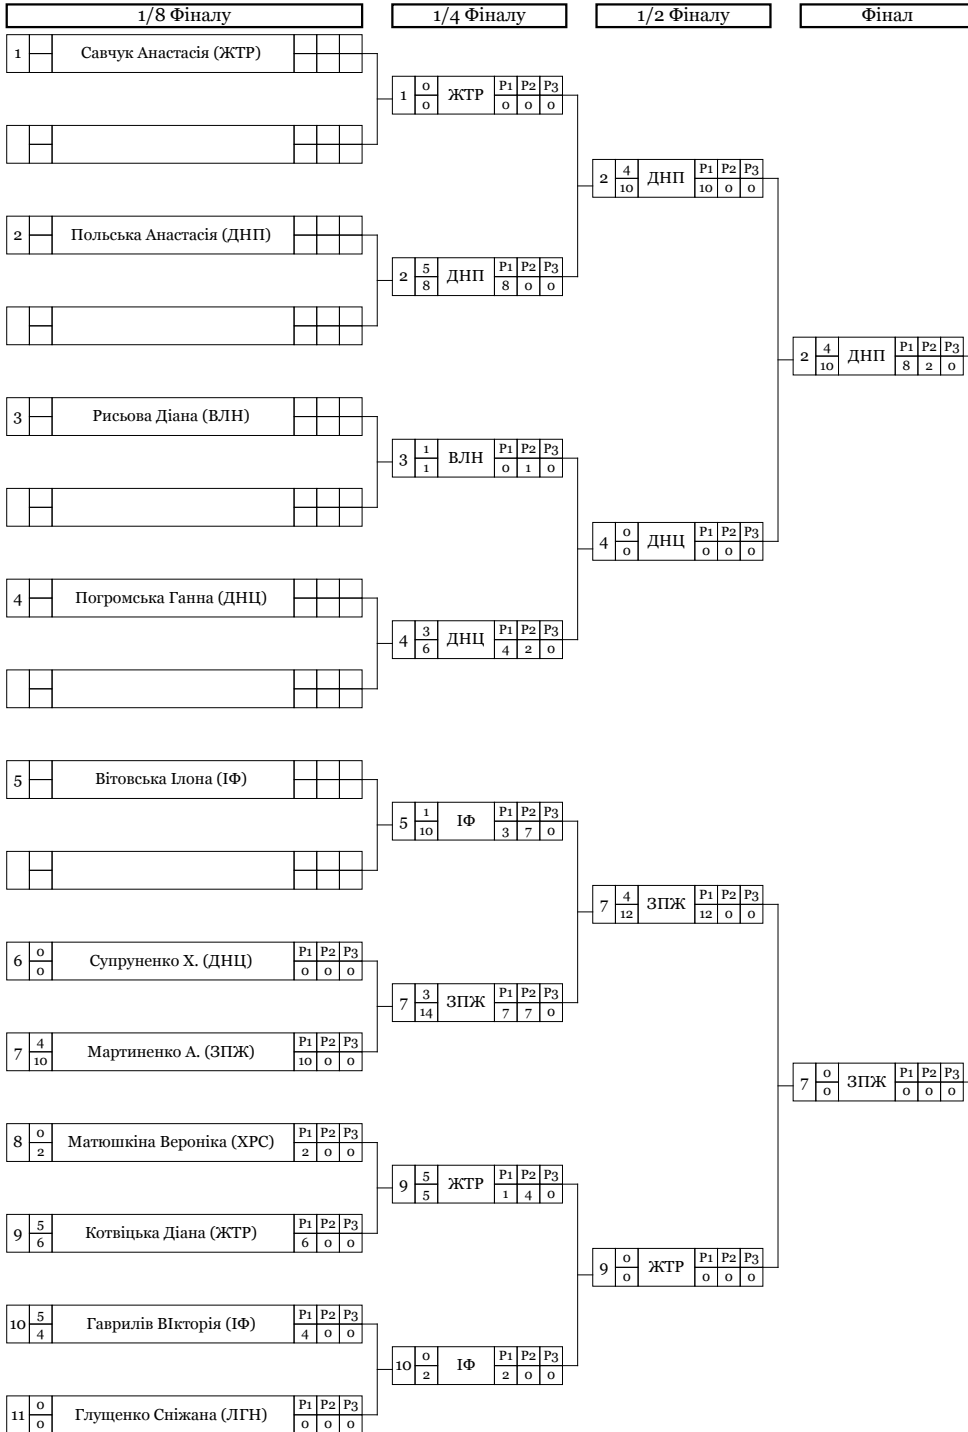 1/8 Фіналу
1/4 Фіналу
1/2 Фіналу
Фінал
1 Савчук Анастасія (ЖТР)
1 0 0 ЖТР P1 P2 P3 0 0 0
2 4 10 ДНП P1 P2 P3 10 0 0
2 Польська Анастасія (ДНП)
2 5 8 ДНП P1 P2 P3 8 0 0
2 4 10 ДНП P1 P2 P3 8 2 0
3 Рисьова Діана (ВЛН)
3 1 1 ВЛН P1 P2 P3 0 1 0
4 0 0 ДНЦ P1 P2 P3 0 0 0
4 Погромська Ганна (ДНЦ)
4 3 6 ДНЦ P1 P2 P3 4 2 0
5 Вітовська Ілона (ІФ)
5 1 10 ІФ P1 P2 P3 3 7 0
7 4 12 ЗПЖ P1 P2 P3 12 0 0
6 0 0 Супруненко Х. (ДНЦ) P1 P2 P3 0 0 0
7 3 14 ЗПЖ P1 P2 P3 7 7 0
7 4 10 Мартиненко А. (ЗПЖ) P1 P2 P3 10 0 0
7 0 0 ЗПЖ P1 P2 P3 0 0 0
8 0 2 Матюшкіна Вероніка (ХРС) P1 P2 P3 2 0 0
9 5 5 ЖТР P1 P2 P3 1 4 0
9 5 6 Котвіцька Діана (ЖТР) P1 P2 P3 6 0 0
9 0 0 ЖТР P1 P2 P3 0 0 0
10 5 4 Гаврилів ВІкторія (ІФ) P1 P2 P3 4 0 0
10 0 2 ІФ P1 P2 P3 2 0 0
11 0 0 Глущенко Сніжана (ЛГН) P1 P2 P3 0 0 0